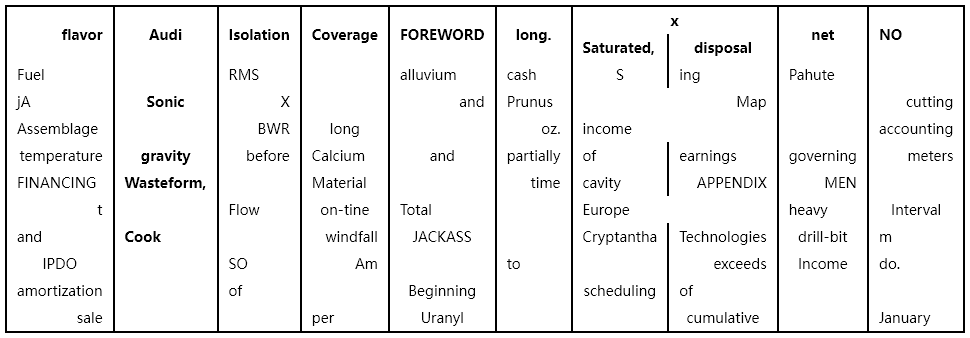 flavor Audi Isolation Coverage FOREWORD long. x net NO
Saturated, disposal
Fuel RMS alluvium cash S ing Pahute
jA Sonic X and Prunus Map cutting
Assemblage BWR long oz. income accounting
temperature gravity before Calcium and partially of earnings governing meters
FINANCING Wasteform, Material time cavity APPENDIX MEN
t Flow on-tine Total Europe heavy Interval
and Cook windfall JACKASS Cryptantha Technologies drill-bit m
IPDO SO Am to exceeds Income do.
amortization of Beginning scheduling of
sale per Uranyl cumulative January